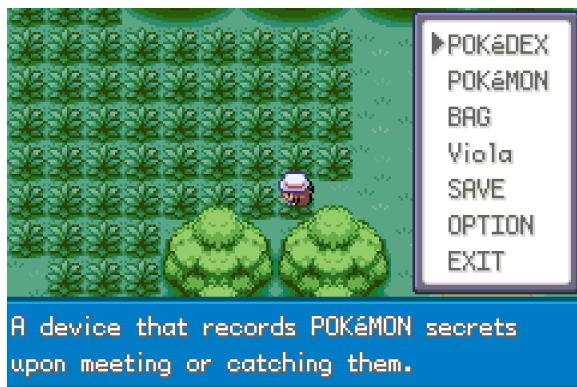 POKéDEX
POKéMON
BAG
Viola
SAVE
OPTION
EXIT
A device that records POKéMON secrets
upon meeting or catching them.